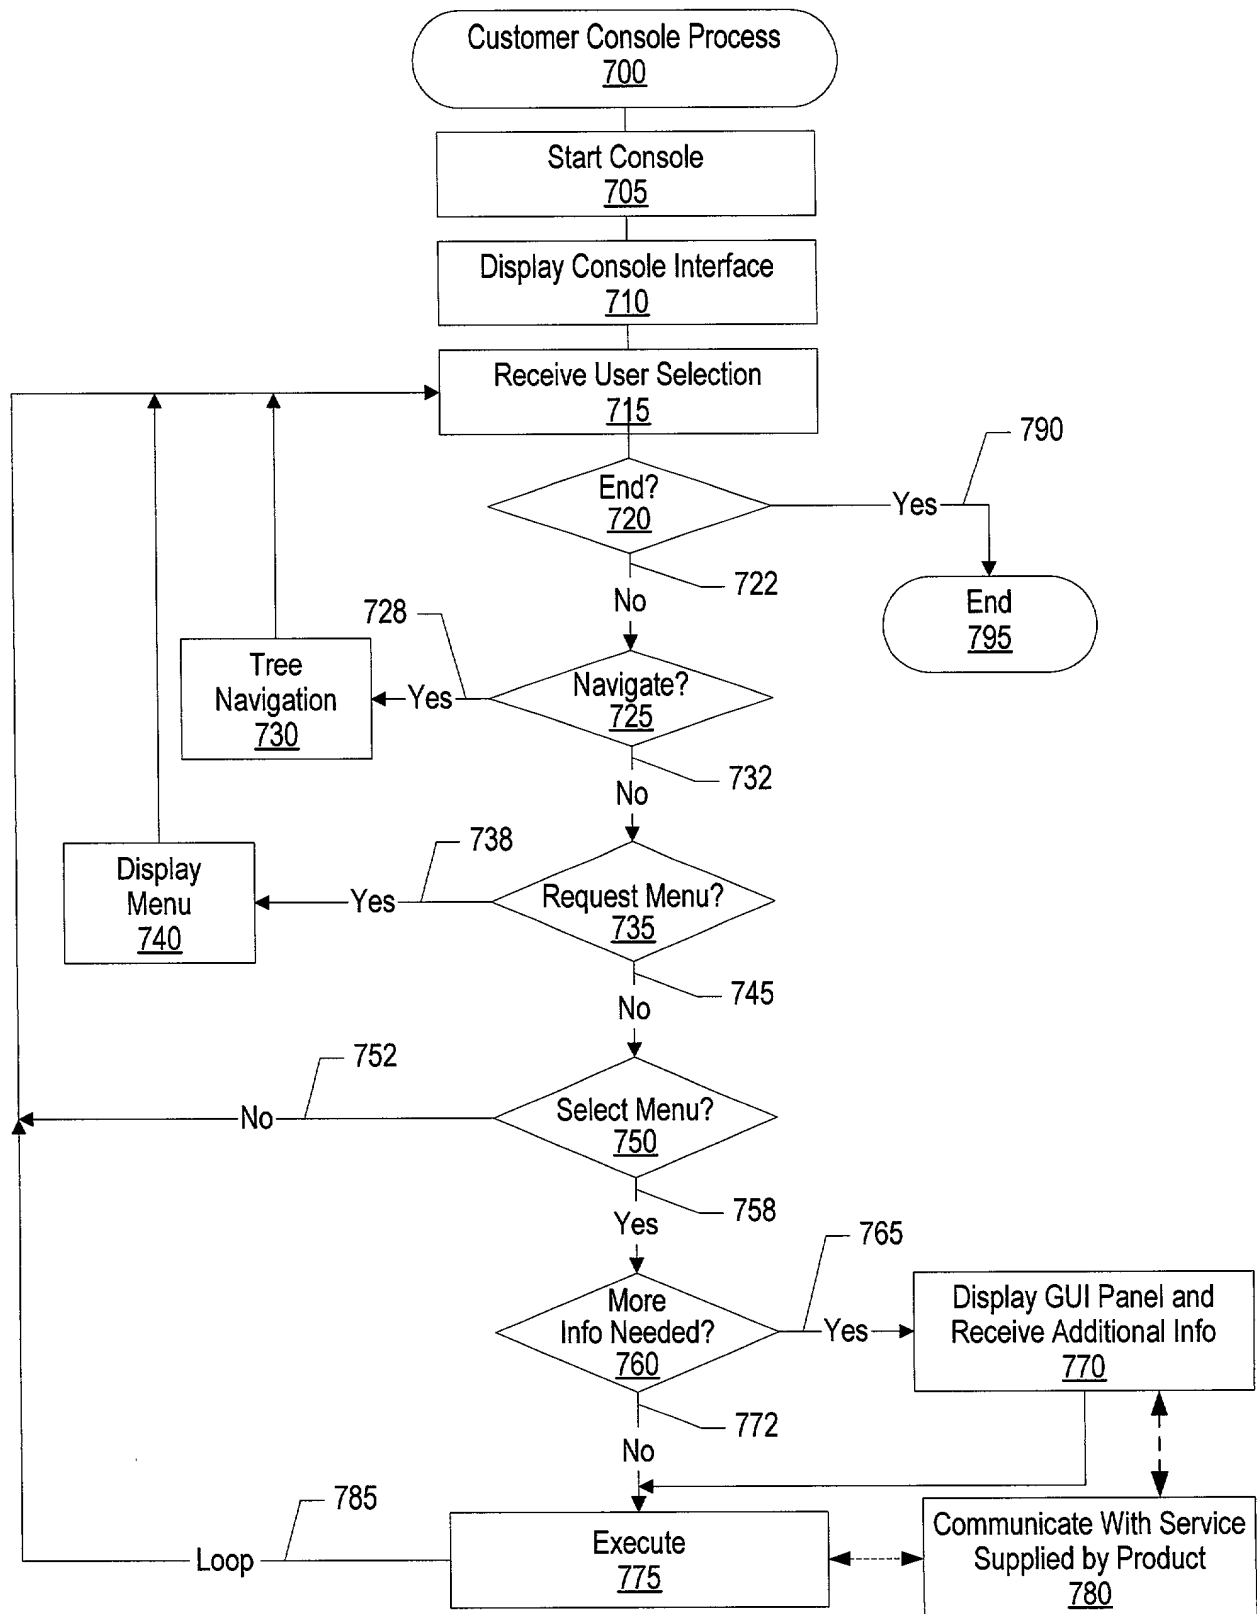 Customer Console Process
700
Start Console
705
Display Console Interface
710
Receive User Selection
715
790
End?
720
Yes
722
No
End
795
728
Tree
Navigation
730
Yes
Navigate?
725
732
No
738
Display
Menu
740
Yes
Request Menu?
735
745
No
752
No
Select Menu?
750
758
Yes
765
More
Info Needed?
760
Yes
Display GUI Panel and
Receive Additional Info
770
772
No
785
Loop
Execute
775
Communicate With Service
Supplied by Product
780